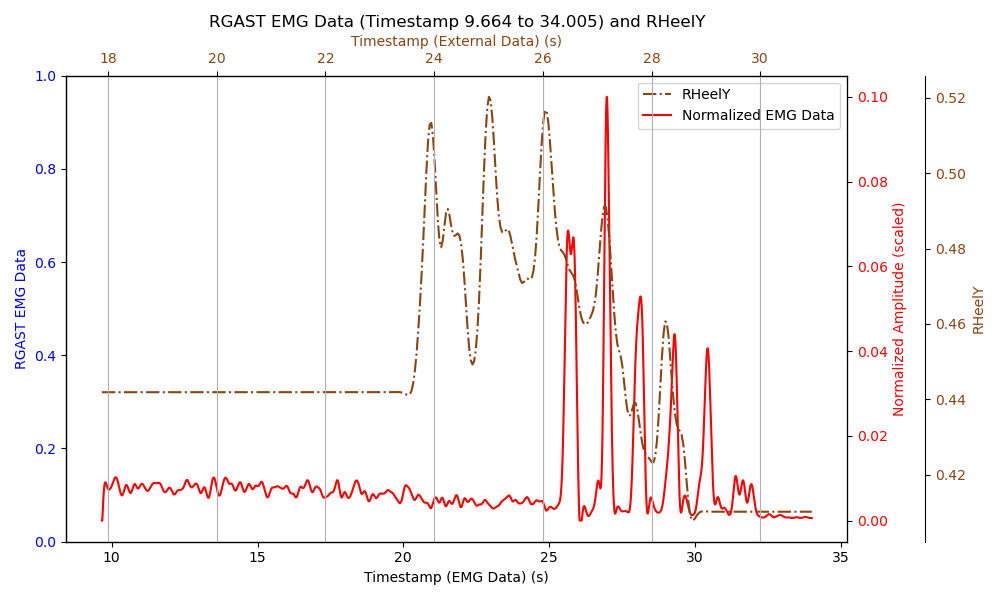 RGAST EMG Data (Timestamp 9.664 to 34.005) and RHeelY
Timestamp (External Data) (s)
18 20 22 24 26 28 30
RHeelY
Normalized EMG Data
1.0
0.8
0.6
0.4
0.2
0.0
RGAST EMG Data
0.10
0.08
0.06
0.04
0.02
0.00
Normalized Amplitude (scaled)
0.52
0.50
0.48
0.46
0.44
0.42
RHeelY
10 15 20 25 30 35
Timestamp (EMG Data) (s)